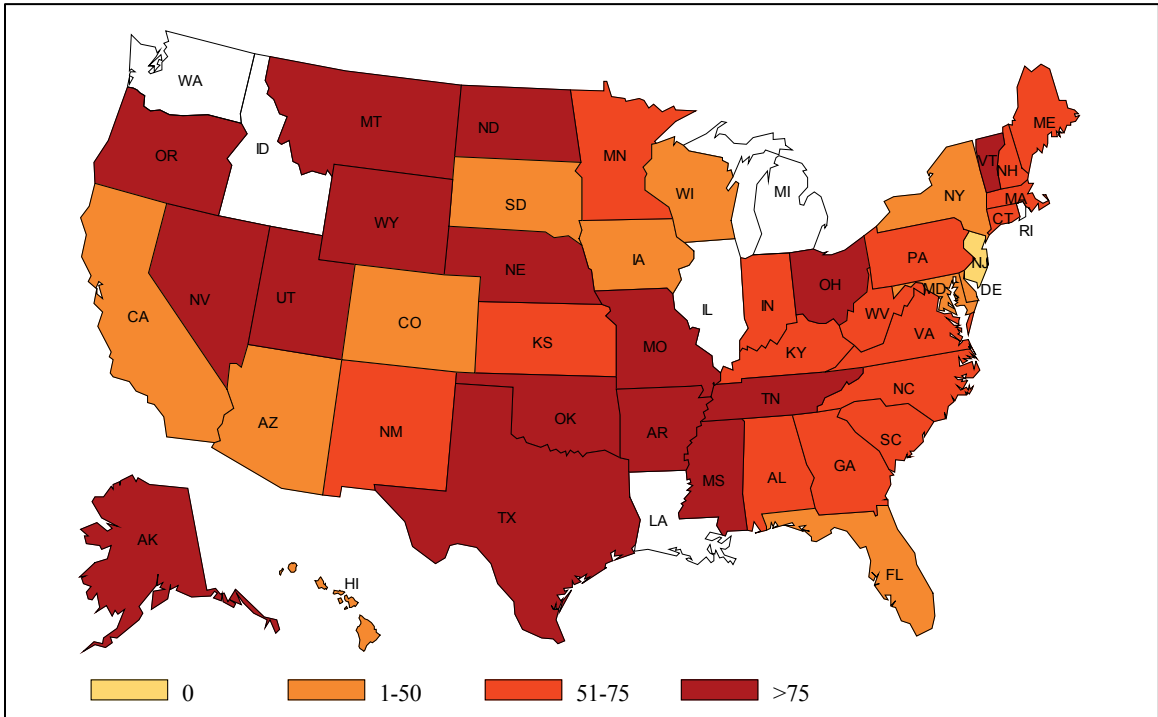 WA
MT
ND
MN
ME
ID
OR
VT
NH
WI
MI
NY
MA
SD
CT
RI
WY
PA
IA
NJ
NE
OH
MD
DE
NV
UT
IN
IL
WV
CA
CO
VA
KS
MO
KY
NC
TN
AZ
NM
OK
AR
SC
GA
MS
AL
TX
LA
AK
FL
HI
0
1-50
51-75
>75